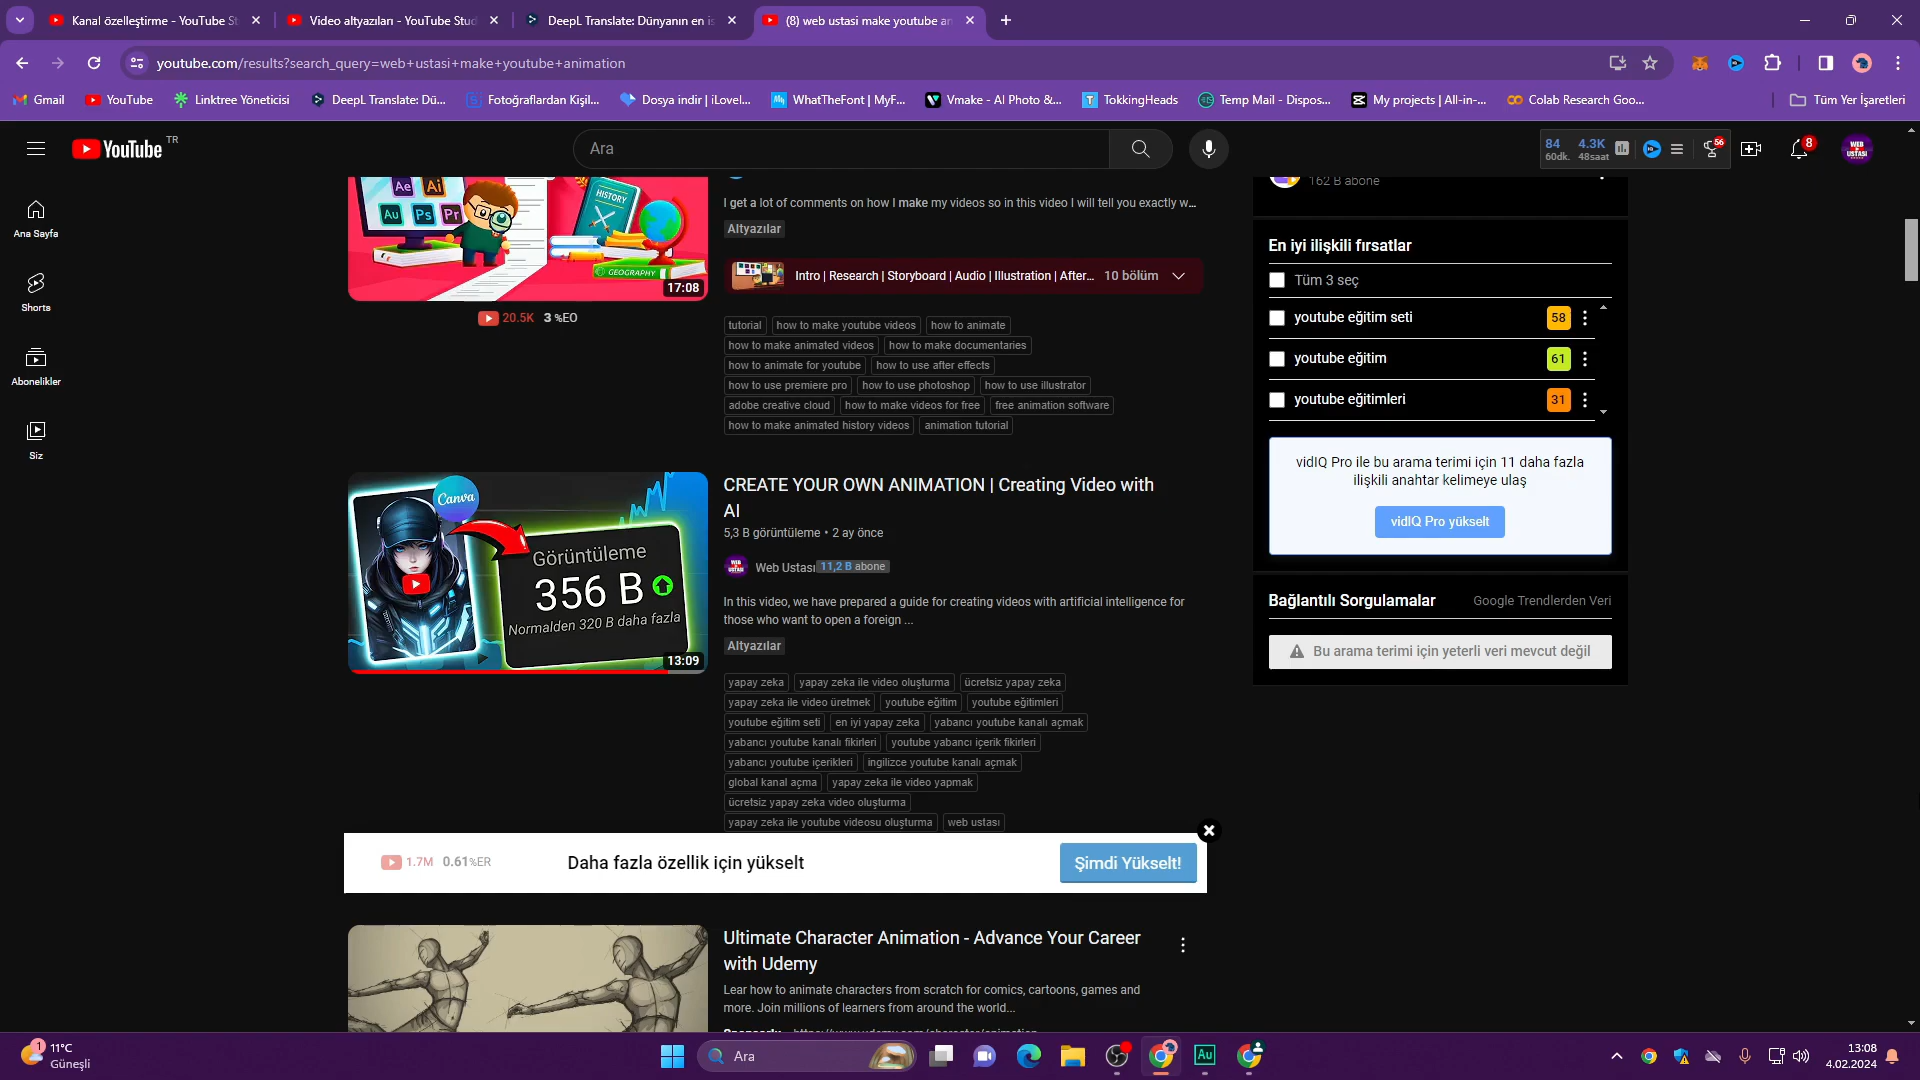 Kanal özelleştirme - YouTube St
Video altyazıları - YouTube Stud
DeepL Translate: Dünyanın en is
(8) web ustasi make youtube an
youtube.com/results?search_query=web+ustasi+make+youtube+animation
Gmail
YouTube
Linktree Yöneticisi
DeepL Translate: Dü...
Fotoğraflardan Kişil...
Dosya indir | iLovel...
WhatTheFont | MyF...
Vmake - AI Photo &...
TokkingHeads
Temp Mail - Dispos...
My projects | All-in-...
Colab Research Goo...
Tüm Yer İşaretleri
YouTube TR
Ara
84
60dk.
4.3K
48saat
56
8
WEB USTASI
Ana Sayfa
Shorts
Abonelikler
Siz
Ae Ai
Au Ps Pr
HISTORY
GEOGRAPHY
17:08
20.5K 3 %EO
I get a lot of comments on how I make my videos so in this video I will tell you exactly w...
Altyazılar
Intro | Research | Storyboard | Audio | Illustration | After... 10 bölüm
tutorial
how to make youtube videos
how to animate
how to make animated videos
how to make documentaries
how to animate for youtube
how to use after effects
how to use premiere pro
how to use photoshop
how to use illustrator
adobe creative cloud
how to make videos for free
free animation software
how to make animated history videos
animation tutorial
Canva
Görüntüleme
356 B
Normalden 320 B daha fazla
13:09
CREATE YOUR OWN ANIMATION | Creating Video with
AI
5,3 B görüntüleme • 2 ay önce
Web Ustası 11,2 B abone
In this video, we have prepared a guide for creating videos with artificial intelligence for
those who want to open a foreign ...
Altyazılar
yapay zeka
yapay zeka ile video oluşturma
ücretsiz yapay zeka
yapay zeka ile video üretmek
youtube eğitim
youtube eğitimleri
youtube eğitim seti
en iyi yapay zeka
yabancı youtube kanalı açmak
yabancı youtube kanalı fikirleri
youtube yabancı içerik fikirleri
yabancı youtube içerikleri
ingilizce youtube kanalı açmak
global kanal açma
yapay zeka ile video yapmak
ücretsiz yapay zeka video oluşturma
yapay zeka ile youtube videosu oluşturma
web ustası
1.7M 0.61%ER
Daha fazla özellik için yükselt
Şimdi Yükselt!
Ultimate Character Animation - Advance Your Career
with Udemy
Lear how to animate characters from scratch for comics, cartoons, games and
more. Join millions of learners from around the world...
162 B abone
En iyi ilişkili fırsatlar
Tüm 3 seç
youtube eğitim seti 58
youtube eğitim 61
youtube eğitimleri 31
vidIQ Pro ile bu arama terimi için 11 daha fazla
ilişkili anahtar kelimeye ulaş
vidIQ Pro yükselt
Bağlantılı Sorgulamalar
Google Trendlerden Veri
Bu arama terimi için yeterli veri mevcut değil
1
11°C
Güneşli
Ara
Au
13:08
4.02.2024